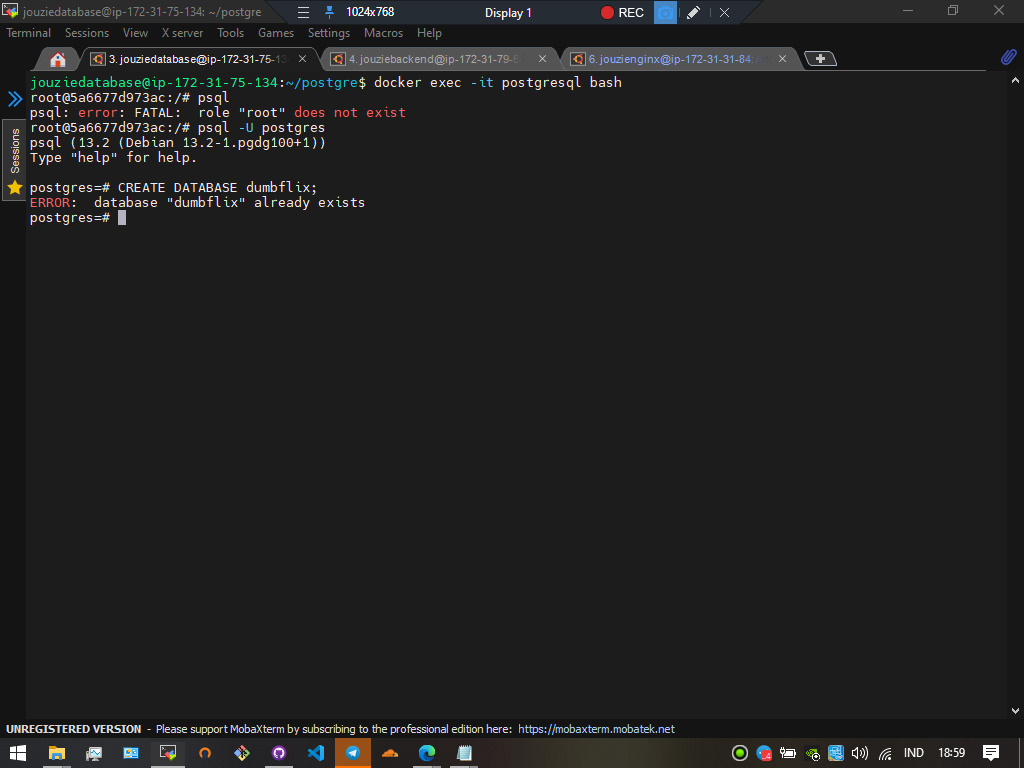 jouziedatabase@ip-172-31-75-134: ~/postgre
1024x768
Display 1
REC
Terminal Sessions View X server Tools Games Settings Macros Help
3. jouziedatabase@ip-172-31-75-13
4. jouziebackend@ip-172-31-79-
6. jouzienginx@ip-172-31-31-84:
Sessions
jouziedatabase@ip-172-31-75-134:~/postgre$ docker exec -it postgresql bash
root@5a6677d973ac:/# psql
psql: error: FATAL:  role "root" does not exist
root@5a6677d973ac:/# psql -U postgres
psql (13.2 (Debian 13.2-1.pgdg100+1))
Type "help" for help.
postgres=# CREATE DATABASE dumbflix;
ERROR:  database "dumbflix" already exists
postgres=#
UNREGISTERED VERSION - Please support MobaXterm by subscribing to the professional edition here: https://mobaxterm.mobatek.net
IND 18:59